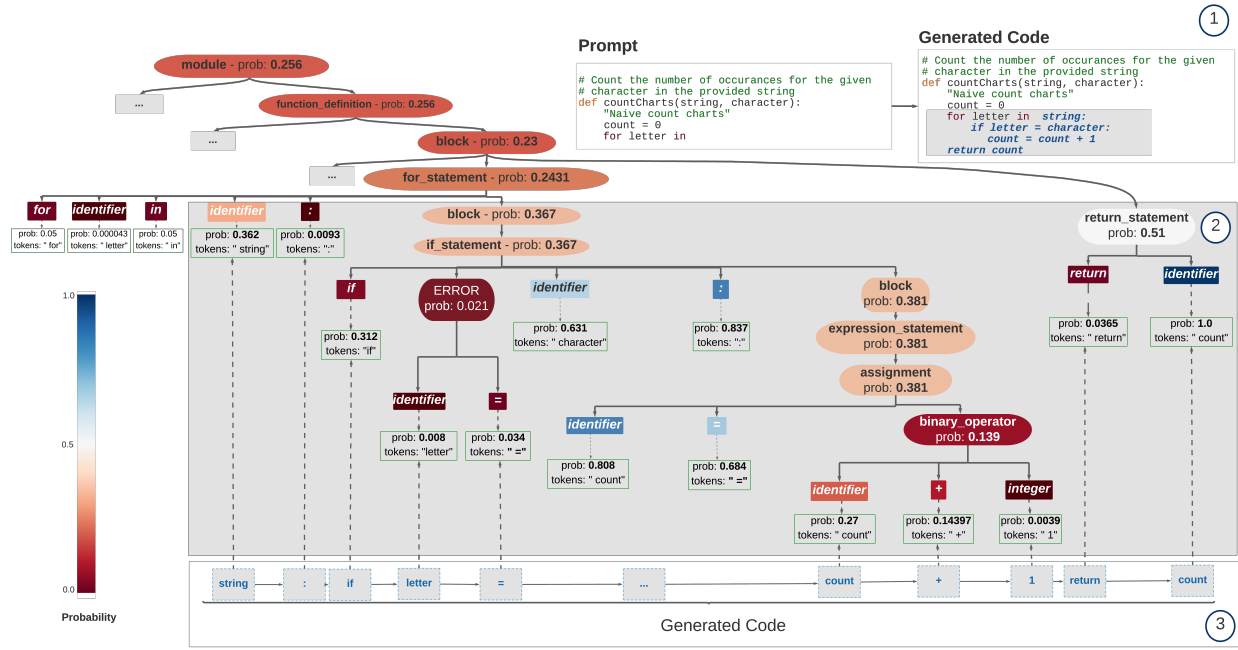 1
Prompt
# Count the number of occurances for the given
# character in the provided string
def countCharts(string, character):
"Naive count charts"
count = 0
for letter in
Generated Code
# Count the number of occurances for the given
# character in the provided string
def countCharts(string, character):
"Naive count charts"
count = 0
for letter in string:
if letter = character:
count = count + 1
return count
module - prob: 0.256
...
function_definition - prob: 0.256
...
block - prob: 0.23
...
for_statement - prob: 0.2431
for
identifier
in
identifier
:
prob: 0.05
tokens: " for"
prob: 0.000043
tokens: " letter"
prob: 0.05
tokens: " in"
prob: 0.362
tokens: " string"
prob: 0.0093
tokens: ":"
block - prob: 0.367
if_statement - prob: 0.367
return_statement
prob: 0.51
2
if
ERROR
prob: 0.021
identifier
:
block
prob: 0.381
return
identifier
prob: 0.312
tokens: "if"
prob: 0.631
tokens: " character"
prob: 0.837
tokens: ":"
expression_statement
prob: 0.381
prob: 0.0365
tokens: " return"
prob: 1.0
tokens: " count"
assignment
prob: 0.381
identifier
=
identifier
=
binary_operator
prob: 0.139
prob: 0.008
tokens: "letter"
prob: 0.034
tokens: " ="
prob: 0.808
tokens: " count"
prob: 0.684
tokens: " ="
identifier
+
integer
prob: 0.27
tokens: " count"
prob: 0.14397
tokens: " +"
prob: 0.0039
tokens: " 1"
1.0
0.5
0.0
Probability
string
:
if
letter
=
...
count
+
1
return
count
Generated Code
3